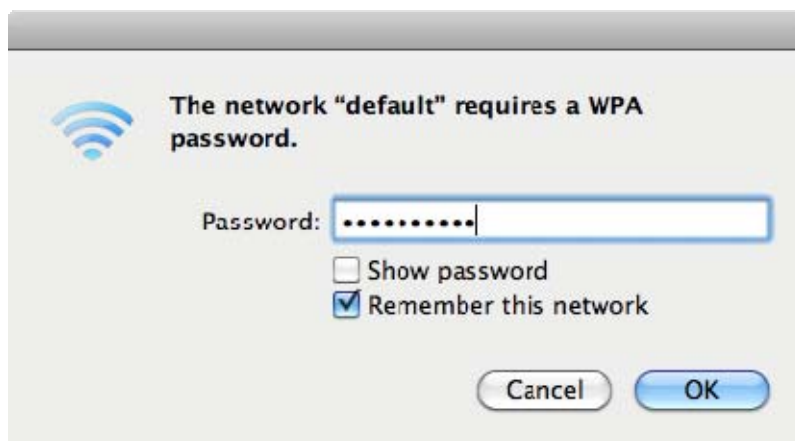 The network “default” requires a WPA
password.
Password: ••••••••••
Show password
Remember this network
Cancel OK